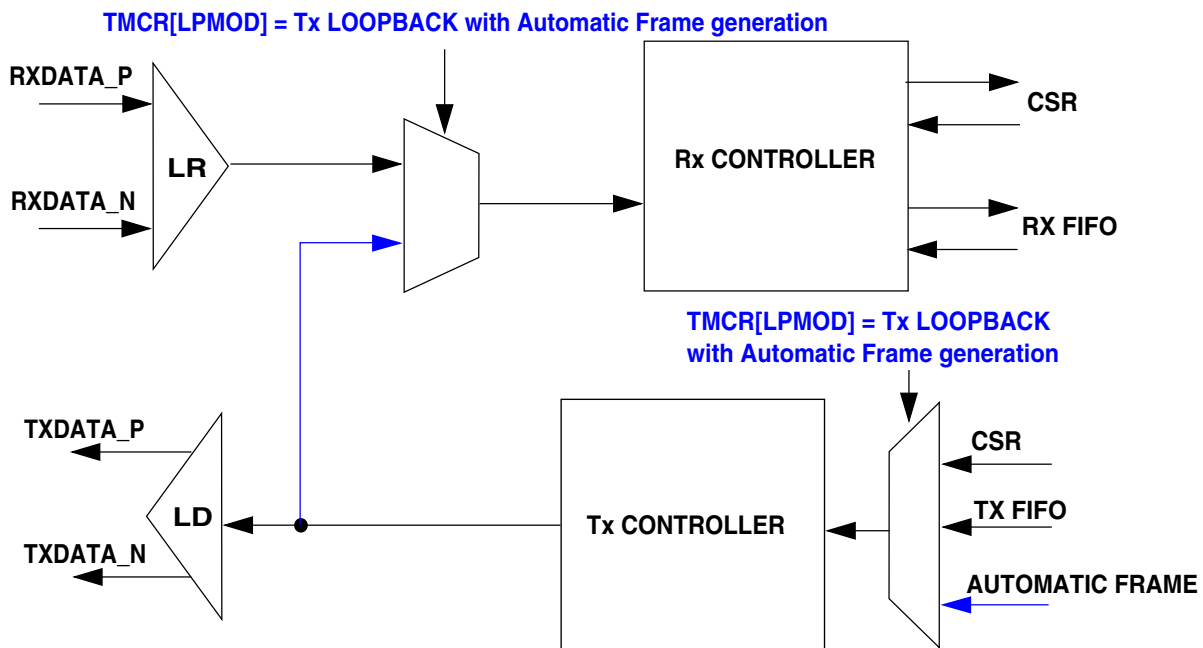 TMCR[LPMOD] = Tx LOOPBACK with Automatic Frame generation
RXDATA_P
LR
RXDATA_N
Rx CONTROLLER
CSR
RX FIFO
TMCR[LPMOD] = Tx LOOPBACK
with Automatic Frame generation
TXDATA_P
LD
TXDATA_N
Tx CONTROLLER
CSR
TX FIFO
AUTOMATIC FRAME